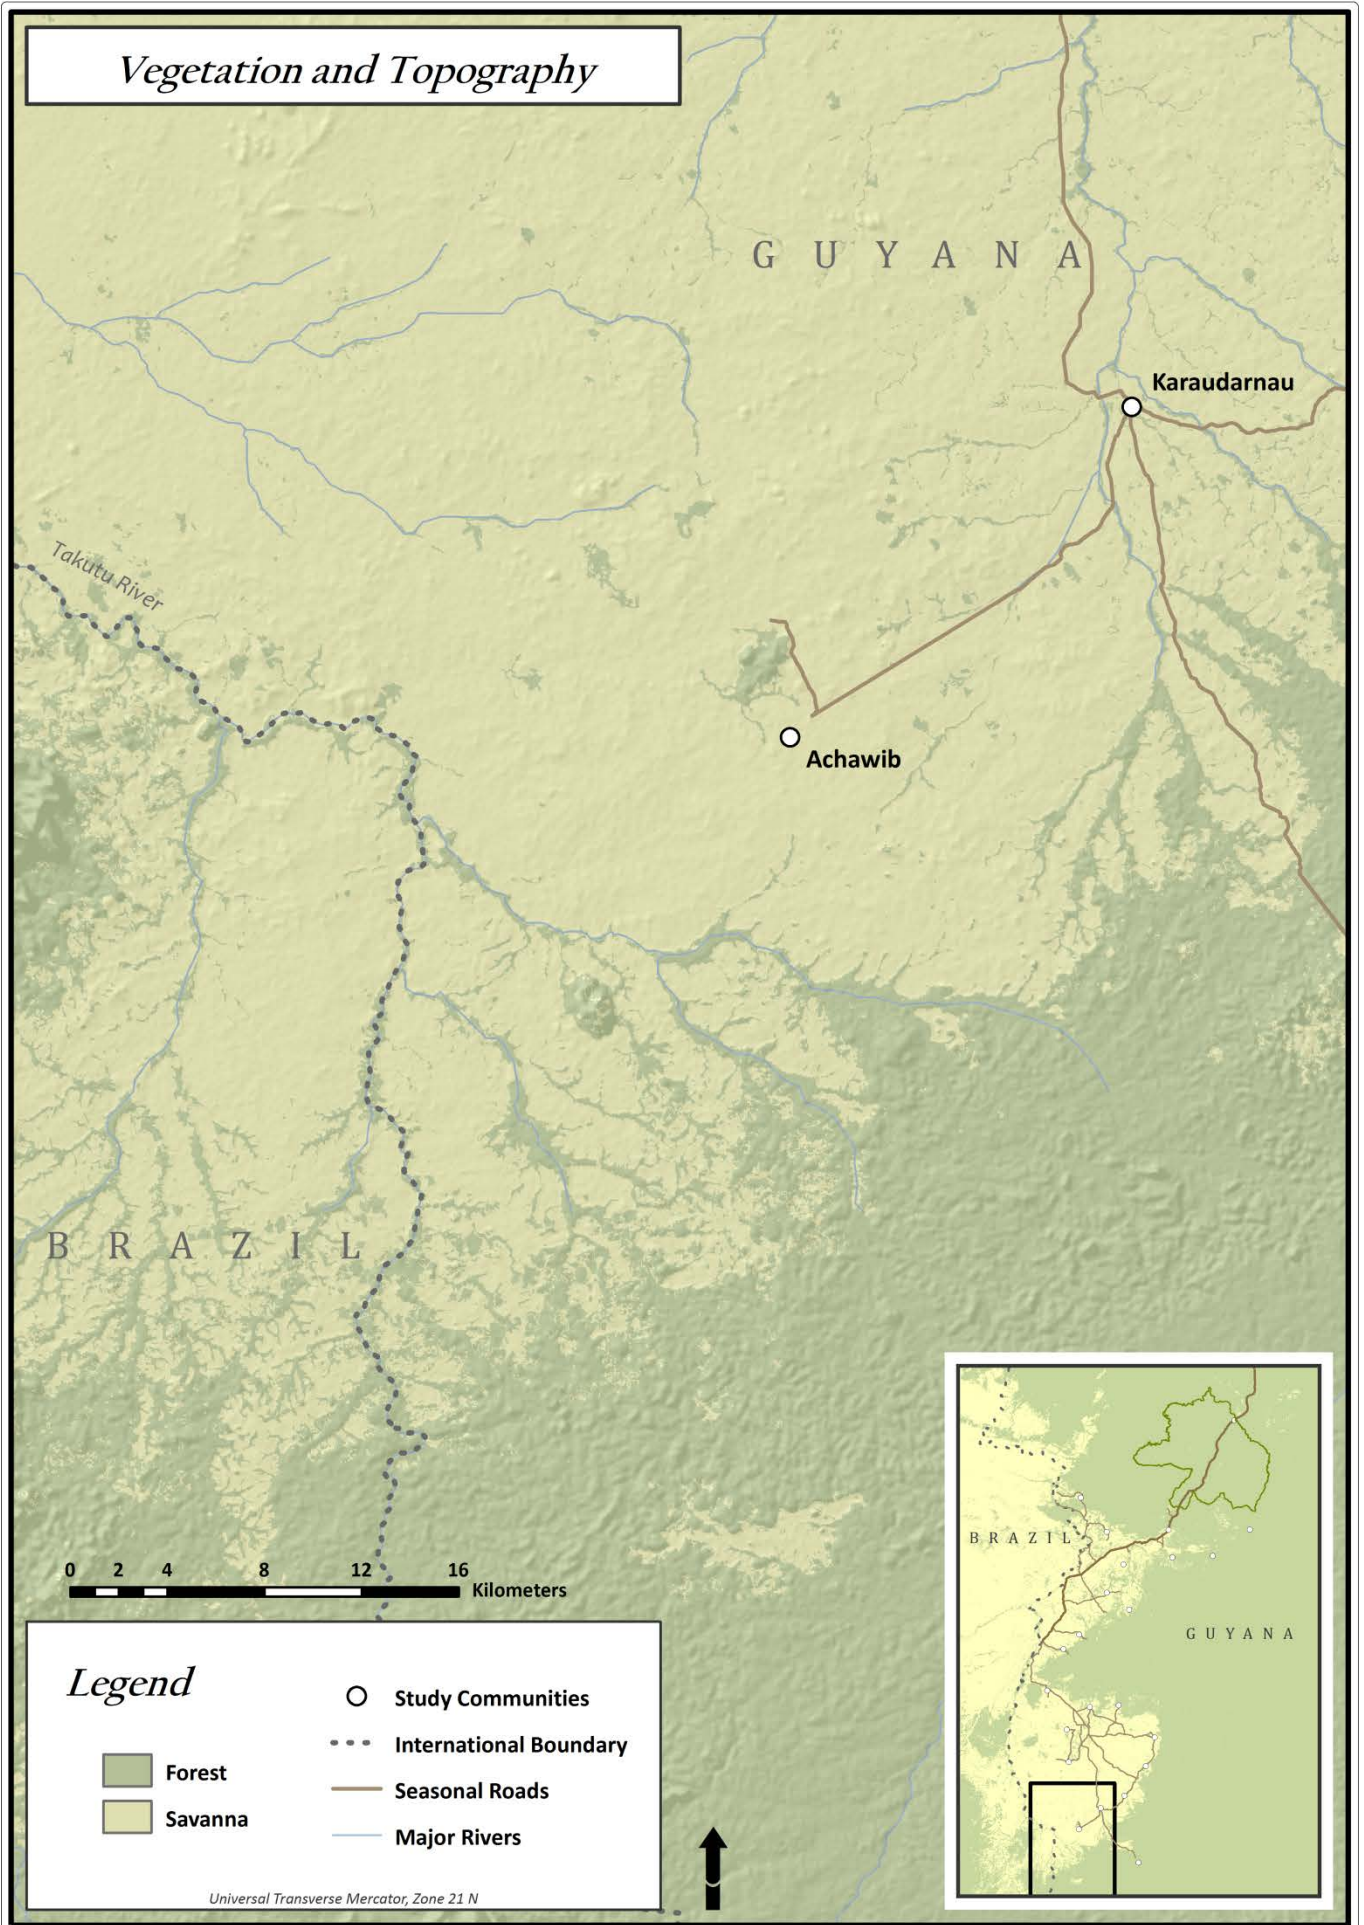 Vegetation and Topography
G U Y A N A
Karaudarnau
Takutu River
Achawib
B R A Z I L
0 2 4 8 12 16
Kilometers
Legend
Forest
Savanna
Study Communities
International Boundary
Seasonal Roads
Major Rivers
Universal Transverse Mercator, Zone 21 N
B R A Z I L
G U Y A N A